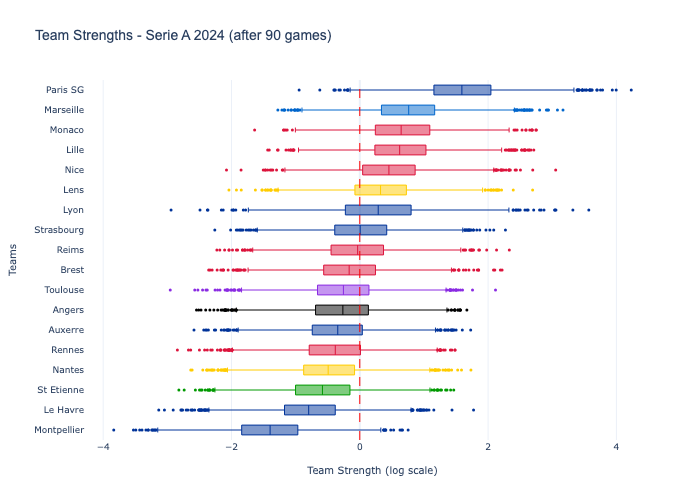 Team Strengths - Serie A 2024 (after 90 games)
Paris SG
Marseille
Monaco
Lille
Nice
Lens
Lyon
Strasbourg
Reims
Brest
Toulouse
Angers
Auxerre
Rennes
Nantes
St Etienne
Le Havre
Montpellier
Teams
−4 −2 0 2 4
Team Strength (log scale)